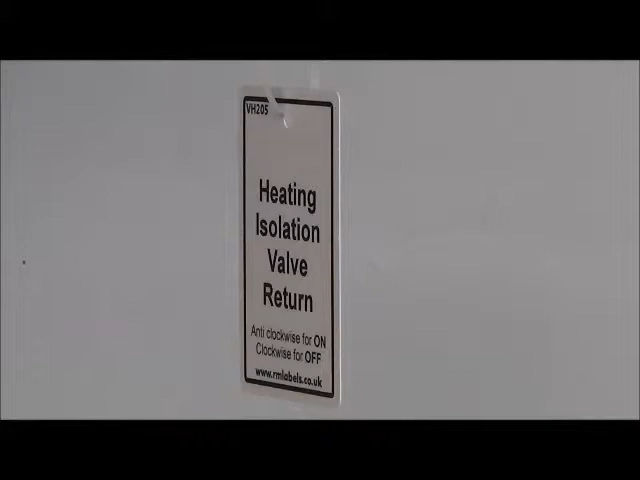 VH205
Heating
Isolation
Valve
Return
Anti clockwise for ON
Clockwise for OFF
www.rmlabels.co.uk